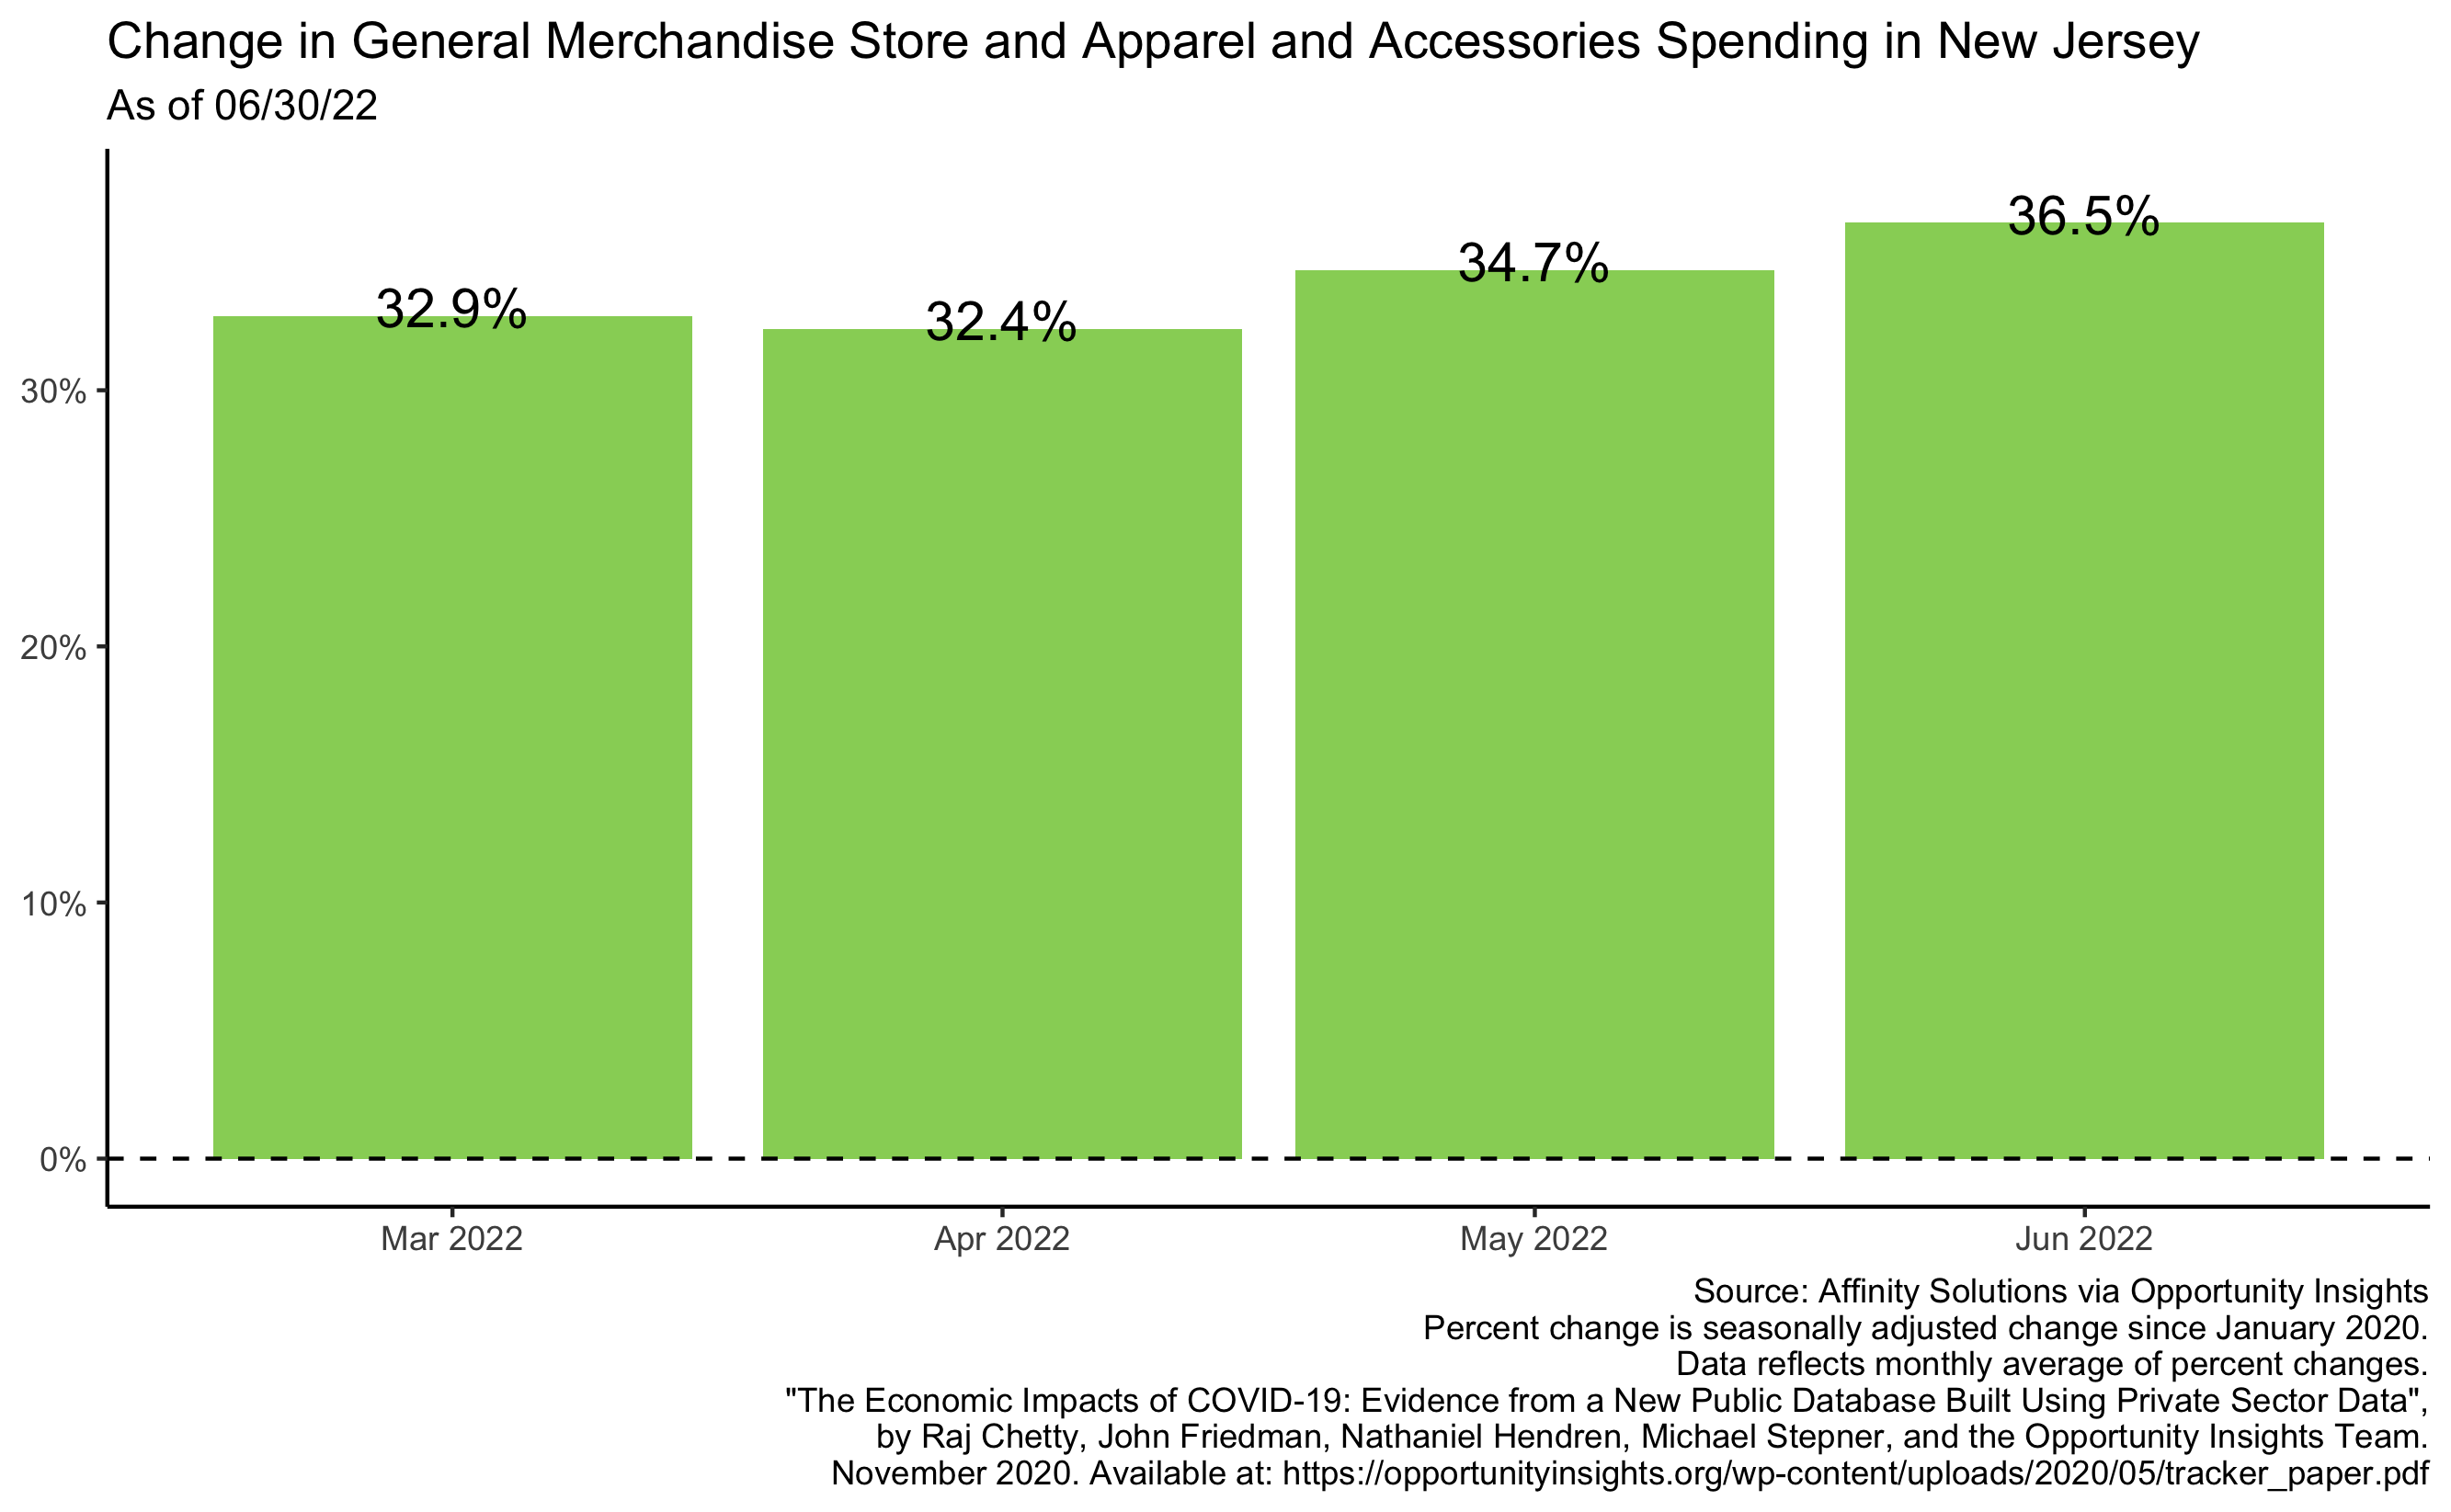 Change in General Merchandise Store and Apparel and Accessories Spending in New Jersey
As of 06/30/22
36.5%
34.7%
32.9%
32.4%
30%
20%
10%
0%
Mar 2022
Apr 2022
May 2022
Jun 2022
Source: Affinity Solutions via Opportunity Insights
Percent change is seasonally adjusted change since January 2020.
Data reflects monthly average of percent changes.
"The Economic Impacts of COVID-19: Evidence from a New Public Database Built Using Private Sector Data",
by Raj Chetty, John Friedman, Nathaniel Hendren, Michael Stepner, and the Opportunity Insights Team.
November 2020. Available at: https://opportunityinsights.org/wp-content/uploads/2020/05/tracker_paper.pdf